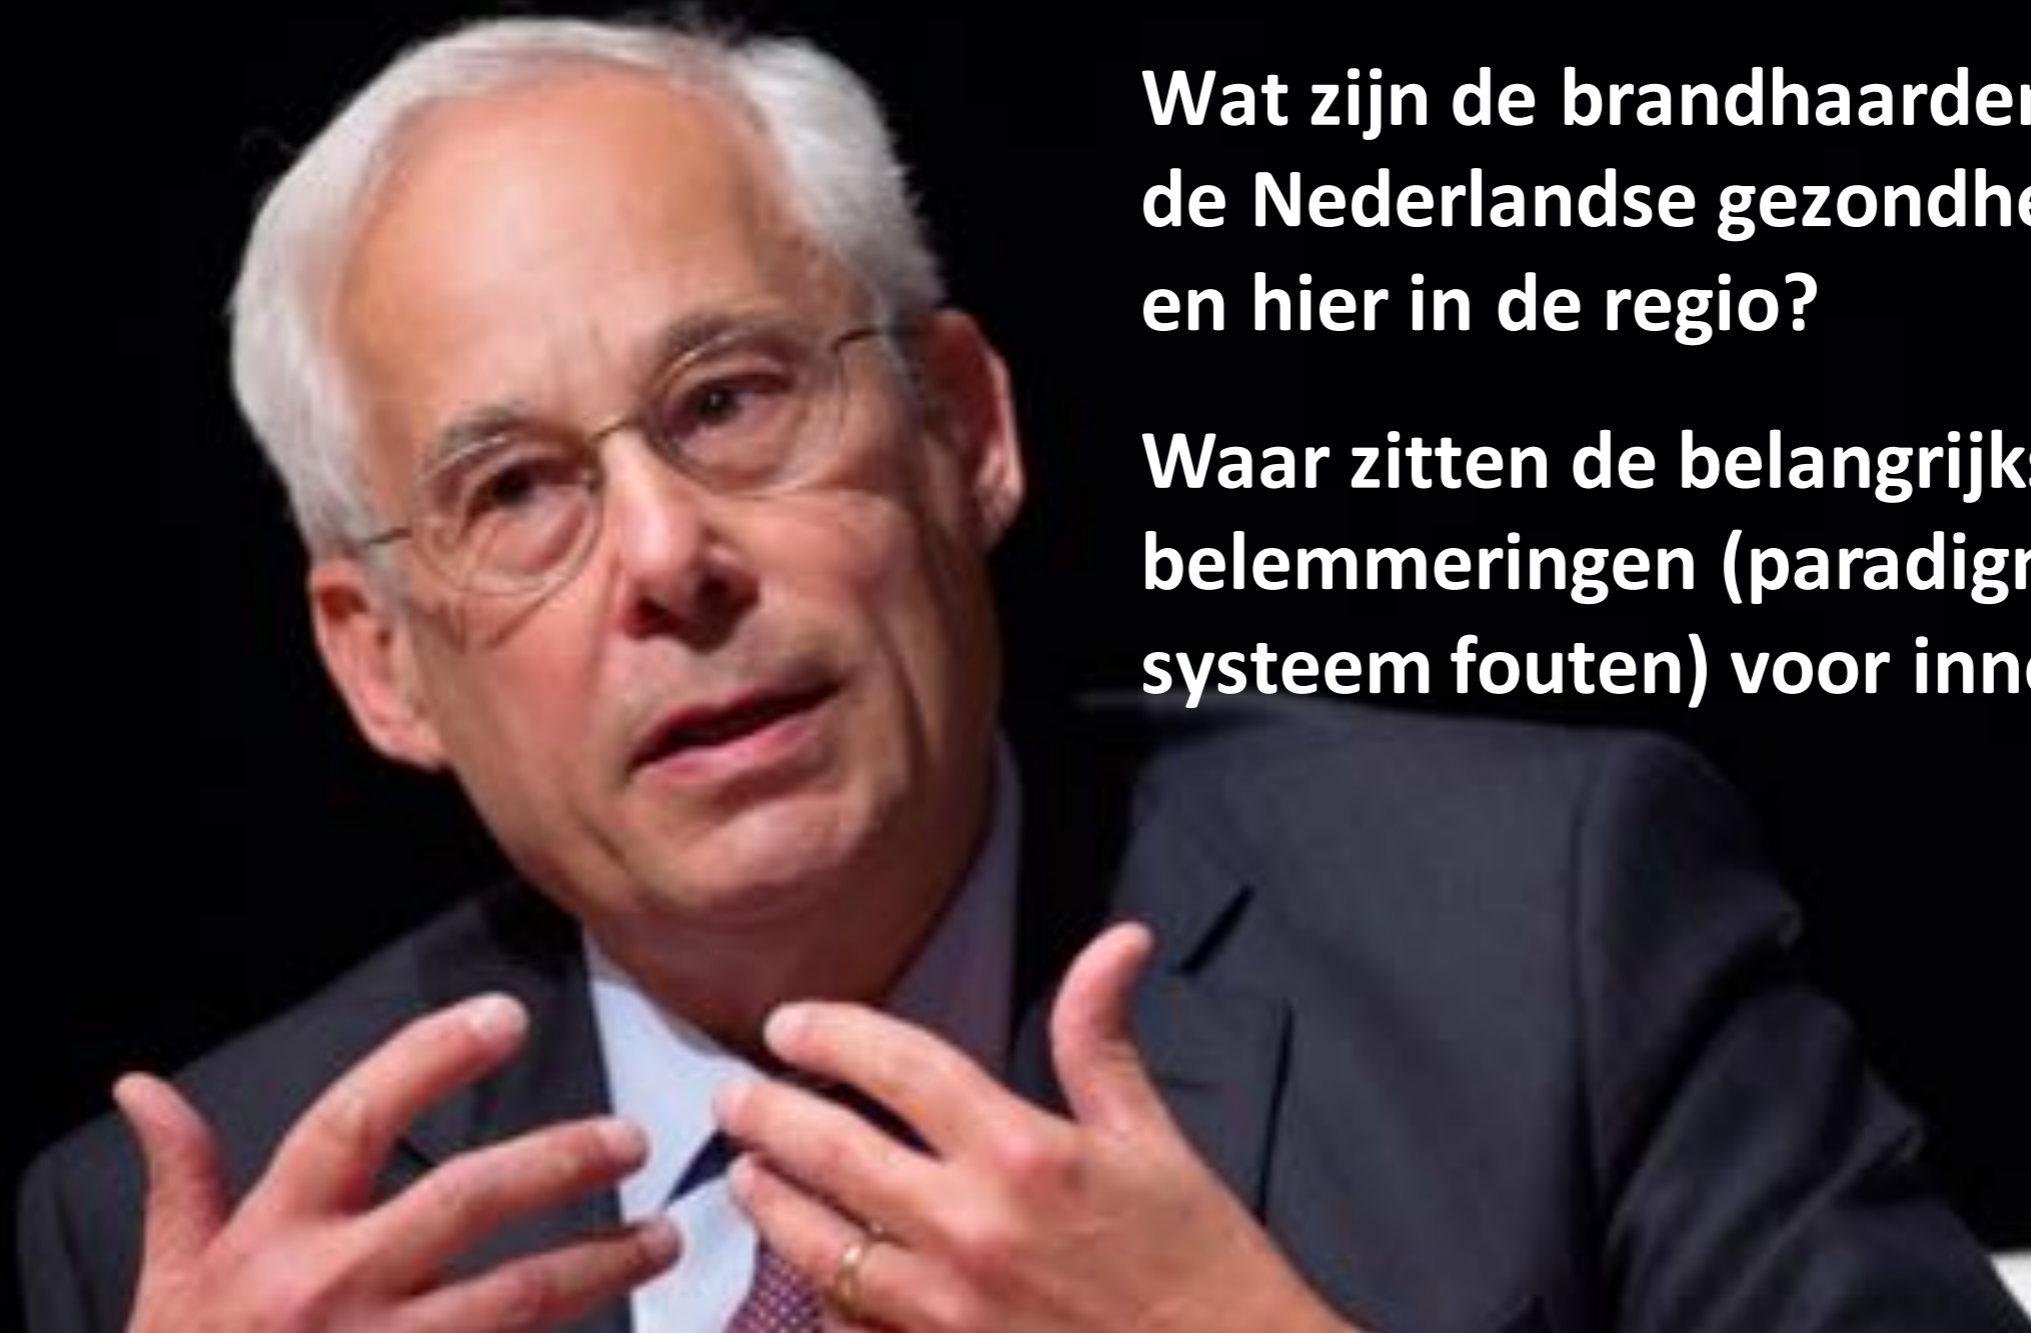 Wat zijn de brandhaarden
de Nederlandse gezondhe
en hier in de regio?
Waar zitten de belangrijks
belemmeringen (paradigm
systeem fouten) voor inno